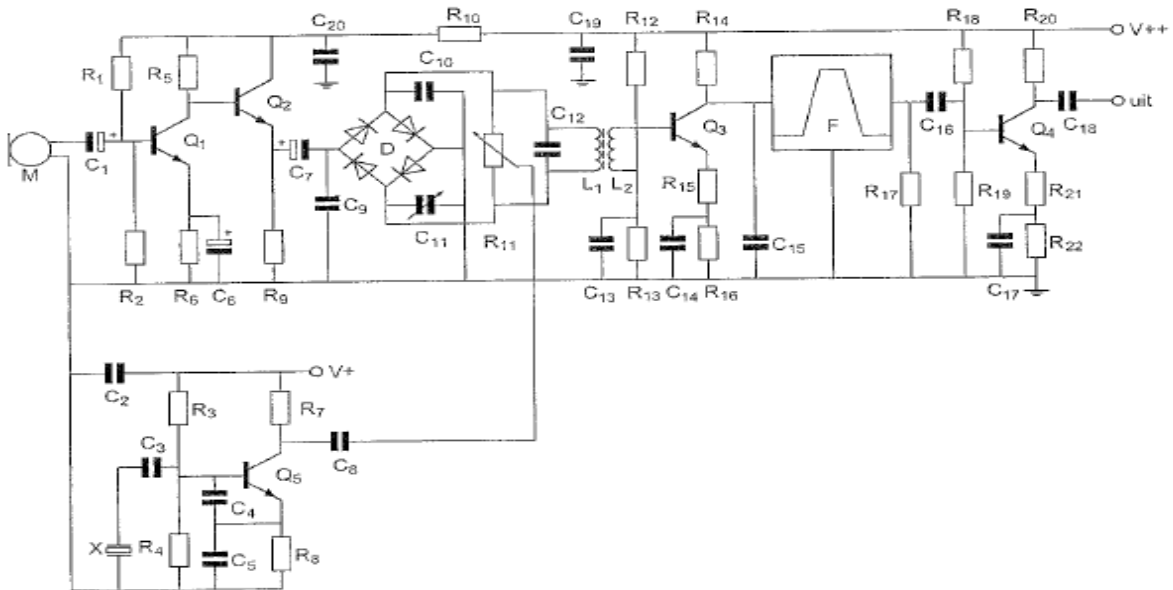 C20 R10 C19 R12 R14 R18 R20 V++
R1 R5 C10
C12 uit
Q2 D Q3 F C16 Q4 C18
C1 Q1 C7
M L1 L2 R15 R17 R19 R21
C9
C11 R11 C15 R22
R2 R6 C6 R9 C13 R13 C14 R16 C17
V+
C2 R3 R7
C3
Q5 C8
C4
X R4 C5 R8